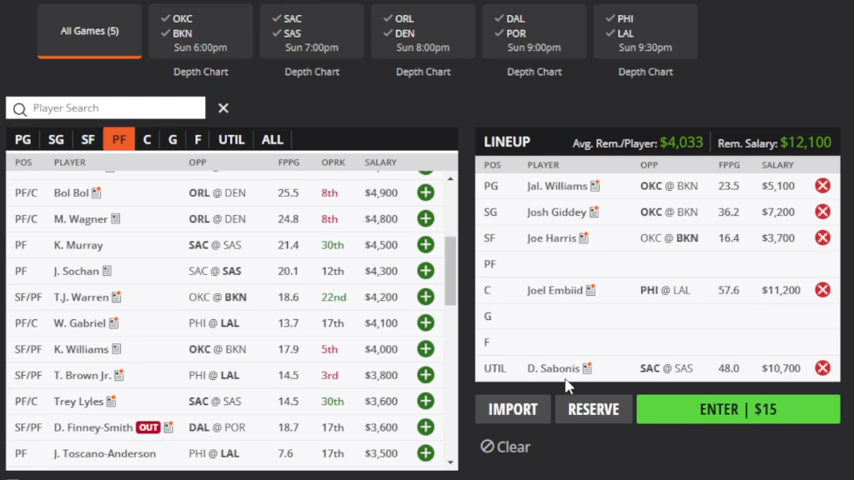 All Games (5)
OKC
BKN
Sun 6:00pm
SAC
SAS
Sun 7:00pm
ORL
DEN
Sun 8:00pm
DAL
POR
Sun 9:00pm
PHI
LAL
Sun 9:30pm
Depth Chart
Depth Chart
Depth Chart
Depth Chart
Depth Chart
Player Search
PG SG SF PF C G F UTIL ALL
POS PLAYER OPP FPPG OPRK SALARY
PF/C Bol Bol ORL @ DEN 25.5 8th $4,900
PF/C M. Wagner ORL @ DEN 24.8 8th $4,800
PF K. Murray SAC @ SAS 21.4 30th $4,500
PF J. Sochan SAC @ SAS 20.1 12th $4,300
SF/PF T.J. Warren OKC @ BKN 18.6 22nd $4,200
PF/C W. Gabriel PHI @ LAL 13.7 17th $4,100
SF/PF K. Williams OKC @ BKN 17.9 5th $4,000
SF/PF T. Brown Jr. PHI @ LAL 14.5 3rd $3,800
PF/C Trey Lyles SAC @ SAS 14.5 30th $3,600
SF/PF D. Finney-Smith OUT DAL @ POR 18.7 17th $3,600
PF J. Toscano-Anderson PHI @ LAL 7.6 17th $3,500
LINEUP Avg. Rem./Player: $4,033 Rem. Salary: $12,100
POS PLAYER OPP FPPG SALARY
PG Jal. Williams OKC @ BKN 23.5 $5,100
SG Josh Giddey OKC @ BKN 36.2 $7,200
SF Joe Harris OKC @ BKN 16.4 $3,700
PF
C Joel Embiid PHI @ LAL 57.6 $11,200
G
F
UTIL D. Sabonis SAC @ SAS 48.0 $10,700
IMPORT RESERVE ENTER | $15
Clear